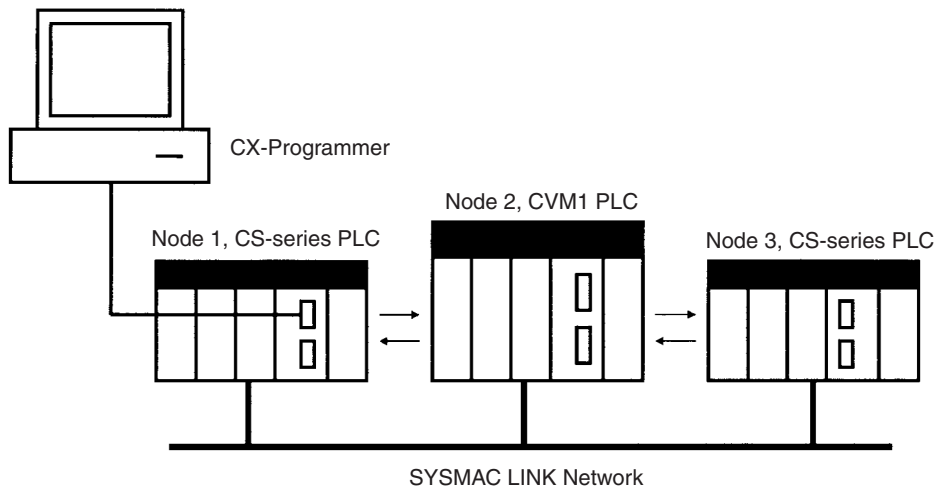 CX-Programmer
Node 2, CVM1 PLC
Node 1, CS-series PLC
Node 3, CS-series PLC
SYSMAC LINK Network